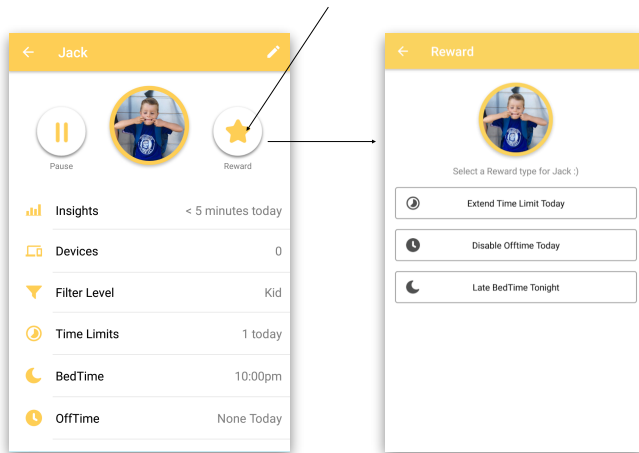 Jack
Pause
Reward
Insights < 5 minutes today
Devices 0
Filter Level Kid
Time Limits 1 today
BedTime 10:00pm
OffTime None Today
Reward
Select a Reward type for Jack :)
Extend Time Limit Today
Disable Offtime Today
Late BedTime Tonight